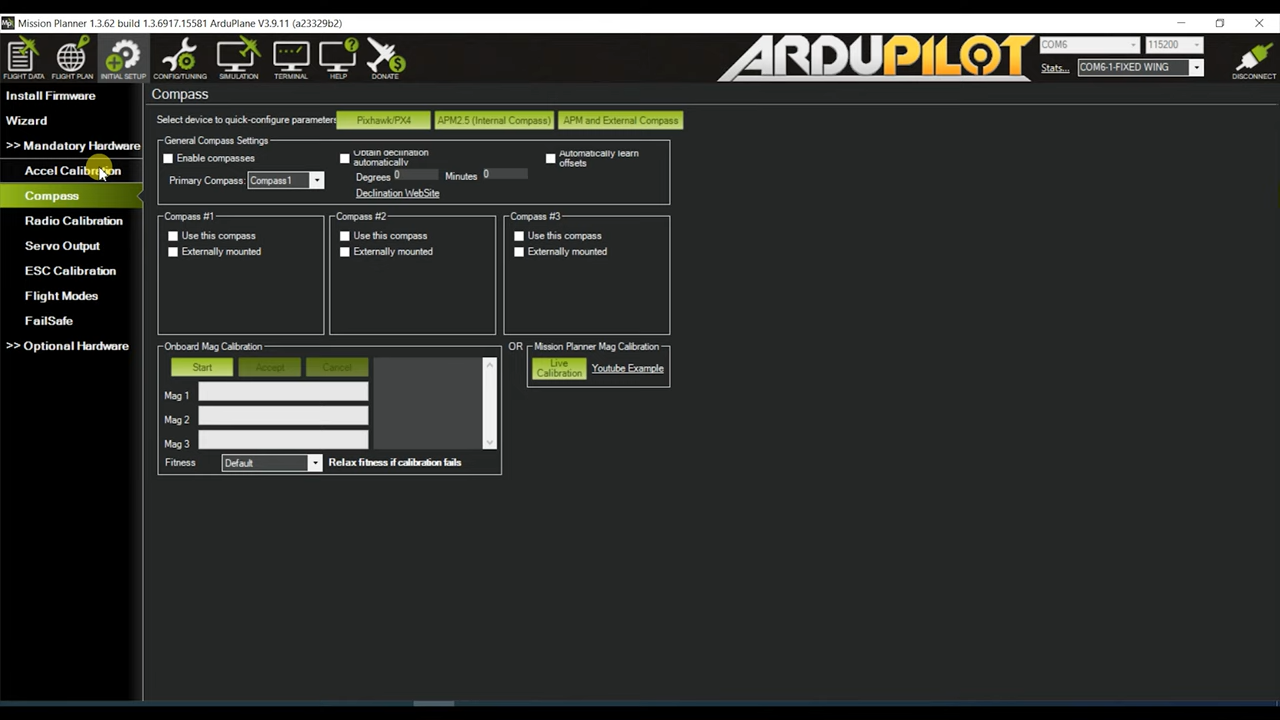 Mission Planner 1.3.62 build 1.3.6917.15581 ArduPlane V3.9.11 (a23329b2)
FLIGHT DATA
FLIGHT PLAN
INITIAL SETUP
CONFIG/TUNING
SIMULATION
TERMINAL
HELP
DONATE
ARDUPILOT
COM6
115200
Stats...
COM6-1-FIXED WING
DISCONNECT
Install Firmware
Wizard
>> Mandatory Hardware
Accel Calibration
Compass
Radio Calibration
Servo Output
ESC Calibration
Flight Modes
FailSafe
>> Optional Hardware
Compass
Select device to quick-configure parameters
Pixhawk/PX4
APM2.5 (Internal Compass)
APM and External Compass
General Compass Settings
Enable compasses
Obtain declination
automatically
Automatically learn
offsets
Primary Compass:
Compass1
Degrees 0
Minutes 0
Declination WebSite
Compass #1
Use this compass
Externally mounted
Compass #2
Use this compass
Externally mounted
Compass #3
Use this compass
Externally mounted
Onboard Mag Calibration
Start
Accept
Cancel
Mag 1
Mag 2
Mag 3
Fitness
Default
Relax fitness if calibration fails
OR
Mission Planner Mag Calibration
Live
Calibration
Youtube Example